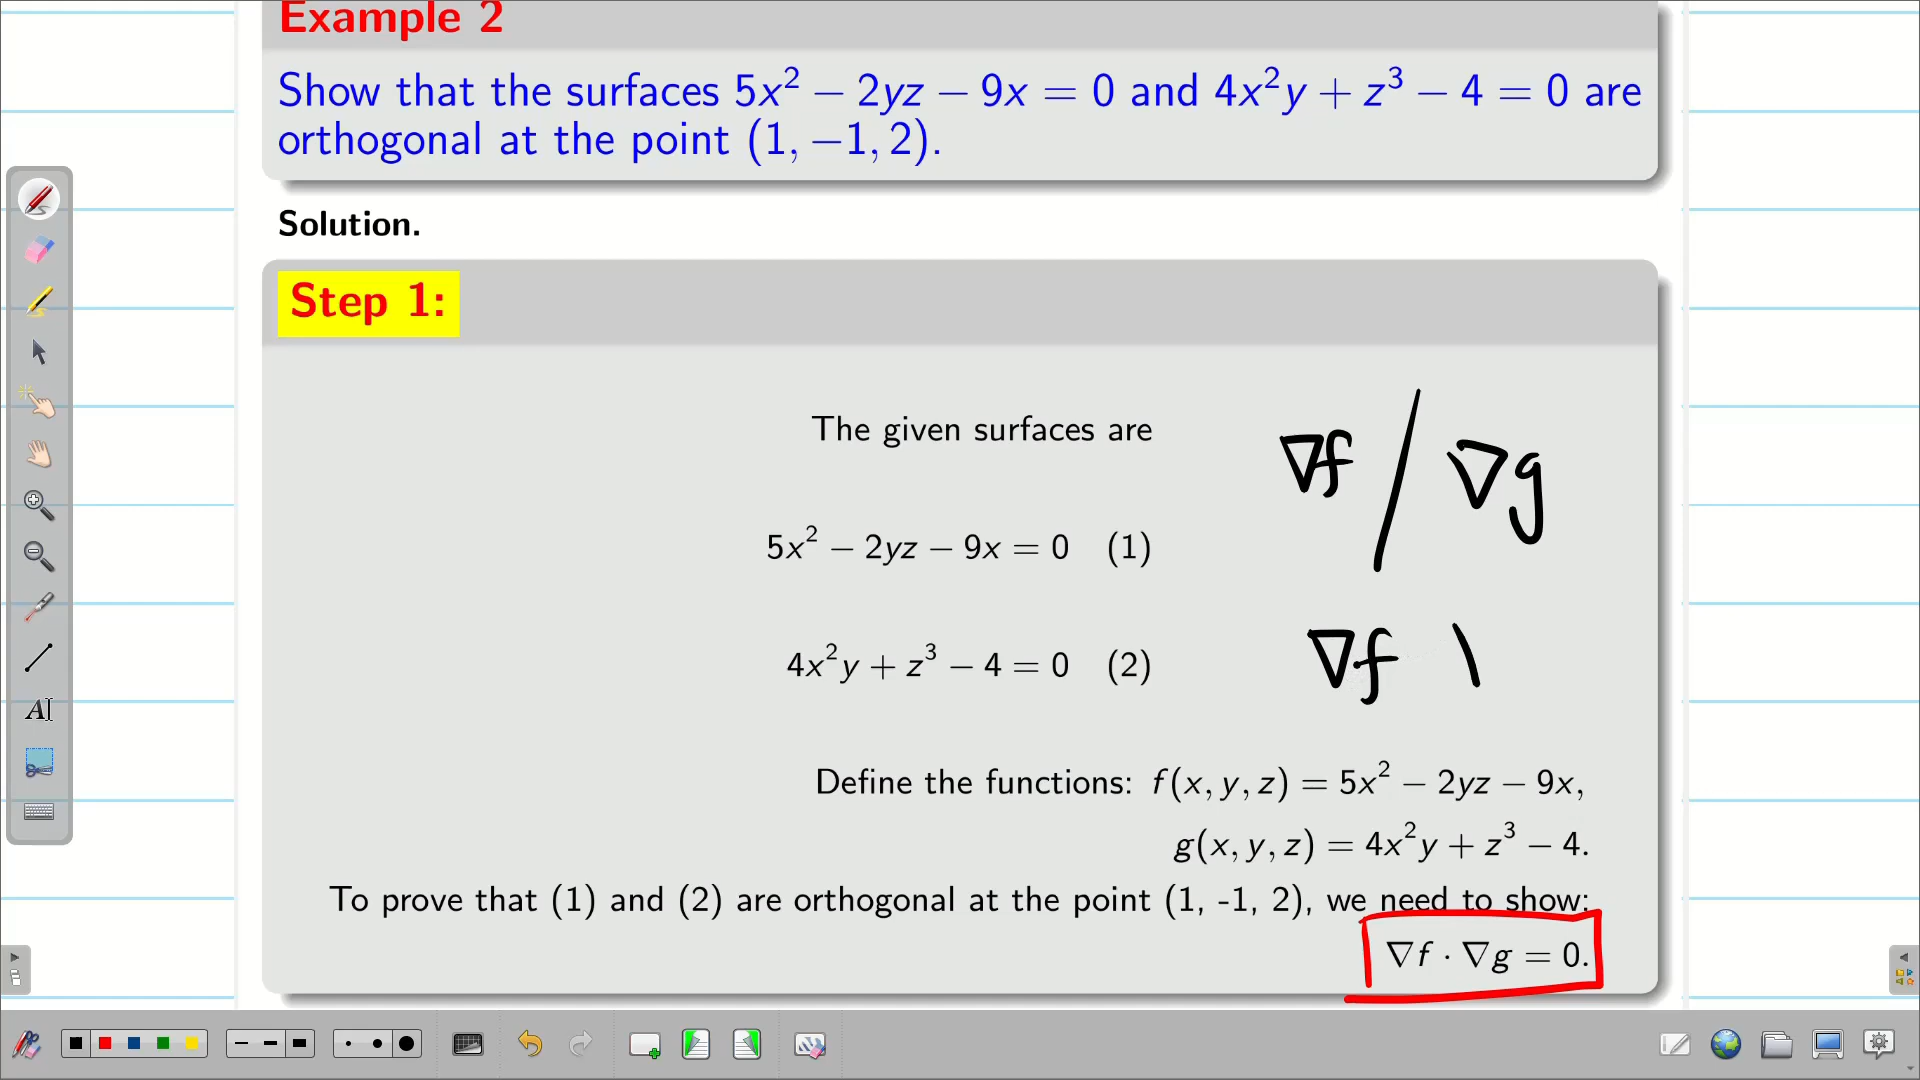 Example 2
Show that the surfaces 5x² − 2yz − 9x = 0 and 4x²y + z³ − 4 = 0 are
orthogonal at the point (1, −1, 2).
Solution.
Step 1:
The given surfaces are
∇f / ∇g
5x² − 2yz − 9x = 0 (1)
4x²y + z³ − 4 = 0 (2)
∇f \
Define the functions: f(x, y, z) = 5x² − 2yz − 9x,
g(x, y, z) = 4x²y + z³ − 4.
To prove that (1) and (2) are orthogonal at the point (1, -1, 2), we need to show:
∇f · ∇g = 0.